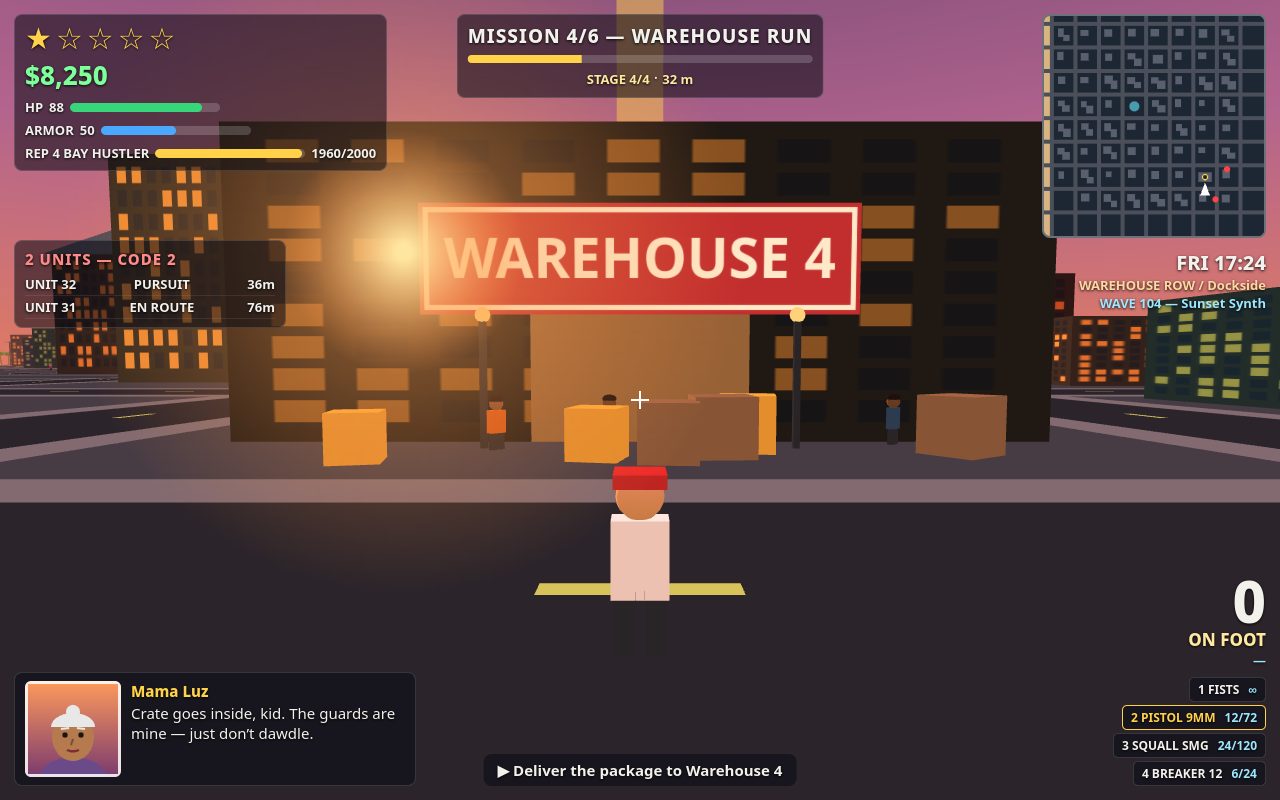 ★☆☆☆☆
$8,250
HP 88
ARMOR 50
REP 4 BAY HUSTLER 1960/2000
MISSION 4/6 — WAREHOUSE RUN
STAGE 4/4 · 32 m
2 UNITS — CODE 2
UNIT 32 PURSUIT 36m
UNIT 31 EN ROUTE 76m
WAREHOUSE 4
FRI 17:24
WAREHOUSE ROW / Dockside
WAVE 104 — Sunset Synth
0
ON FOOT
—
1 FISTS ∞
2 PISTOL 9MM 12/72
3 SQUALL SMG 24/120
4 BREAKER 12 6/24
Mama Luz
Crate goes inside, kid. The guards are
mine — just don’t dawdle.
▶ Deliver the package to Warehouse 4